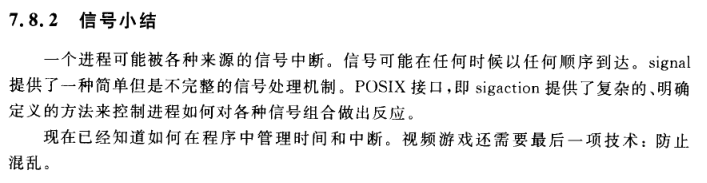 7.8.2 信号小结
一个进程可能被各种来源的信号中断。信号可能在任何时候以任何顺序到达。signal
提供了一种简单但是不完整的信号处理机制。POSIX 接口,即 sigaction 提供了复杂的、明确
定义的方法来控制进程如何对各种信号组合做出反应。
现在已经知道如何在程序中管理时间和中断。视频游戏还需要最后一项技术：防止
混乱。